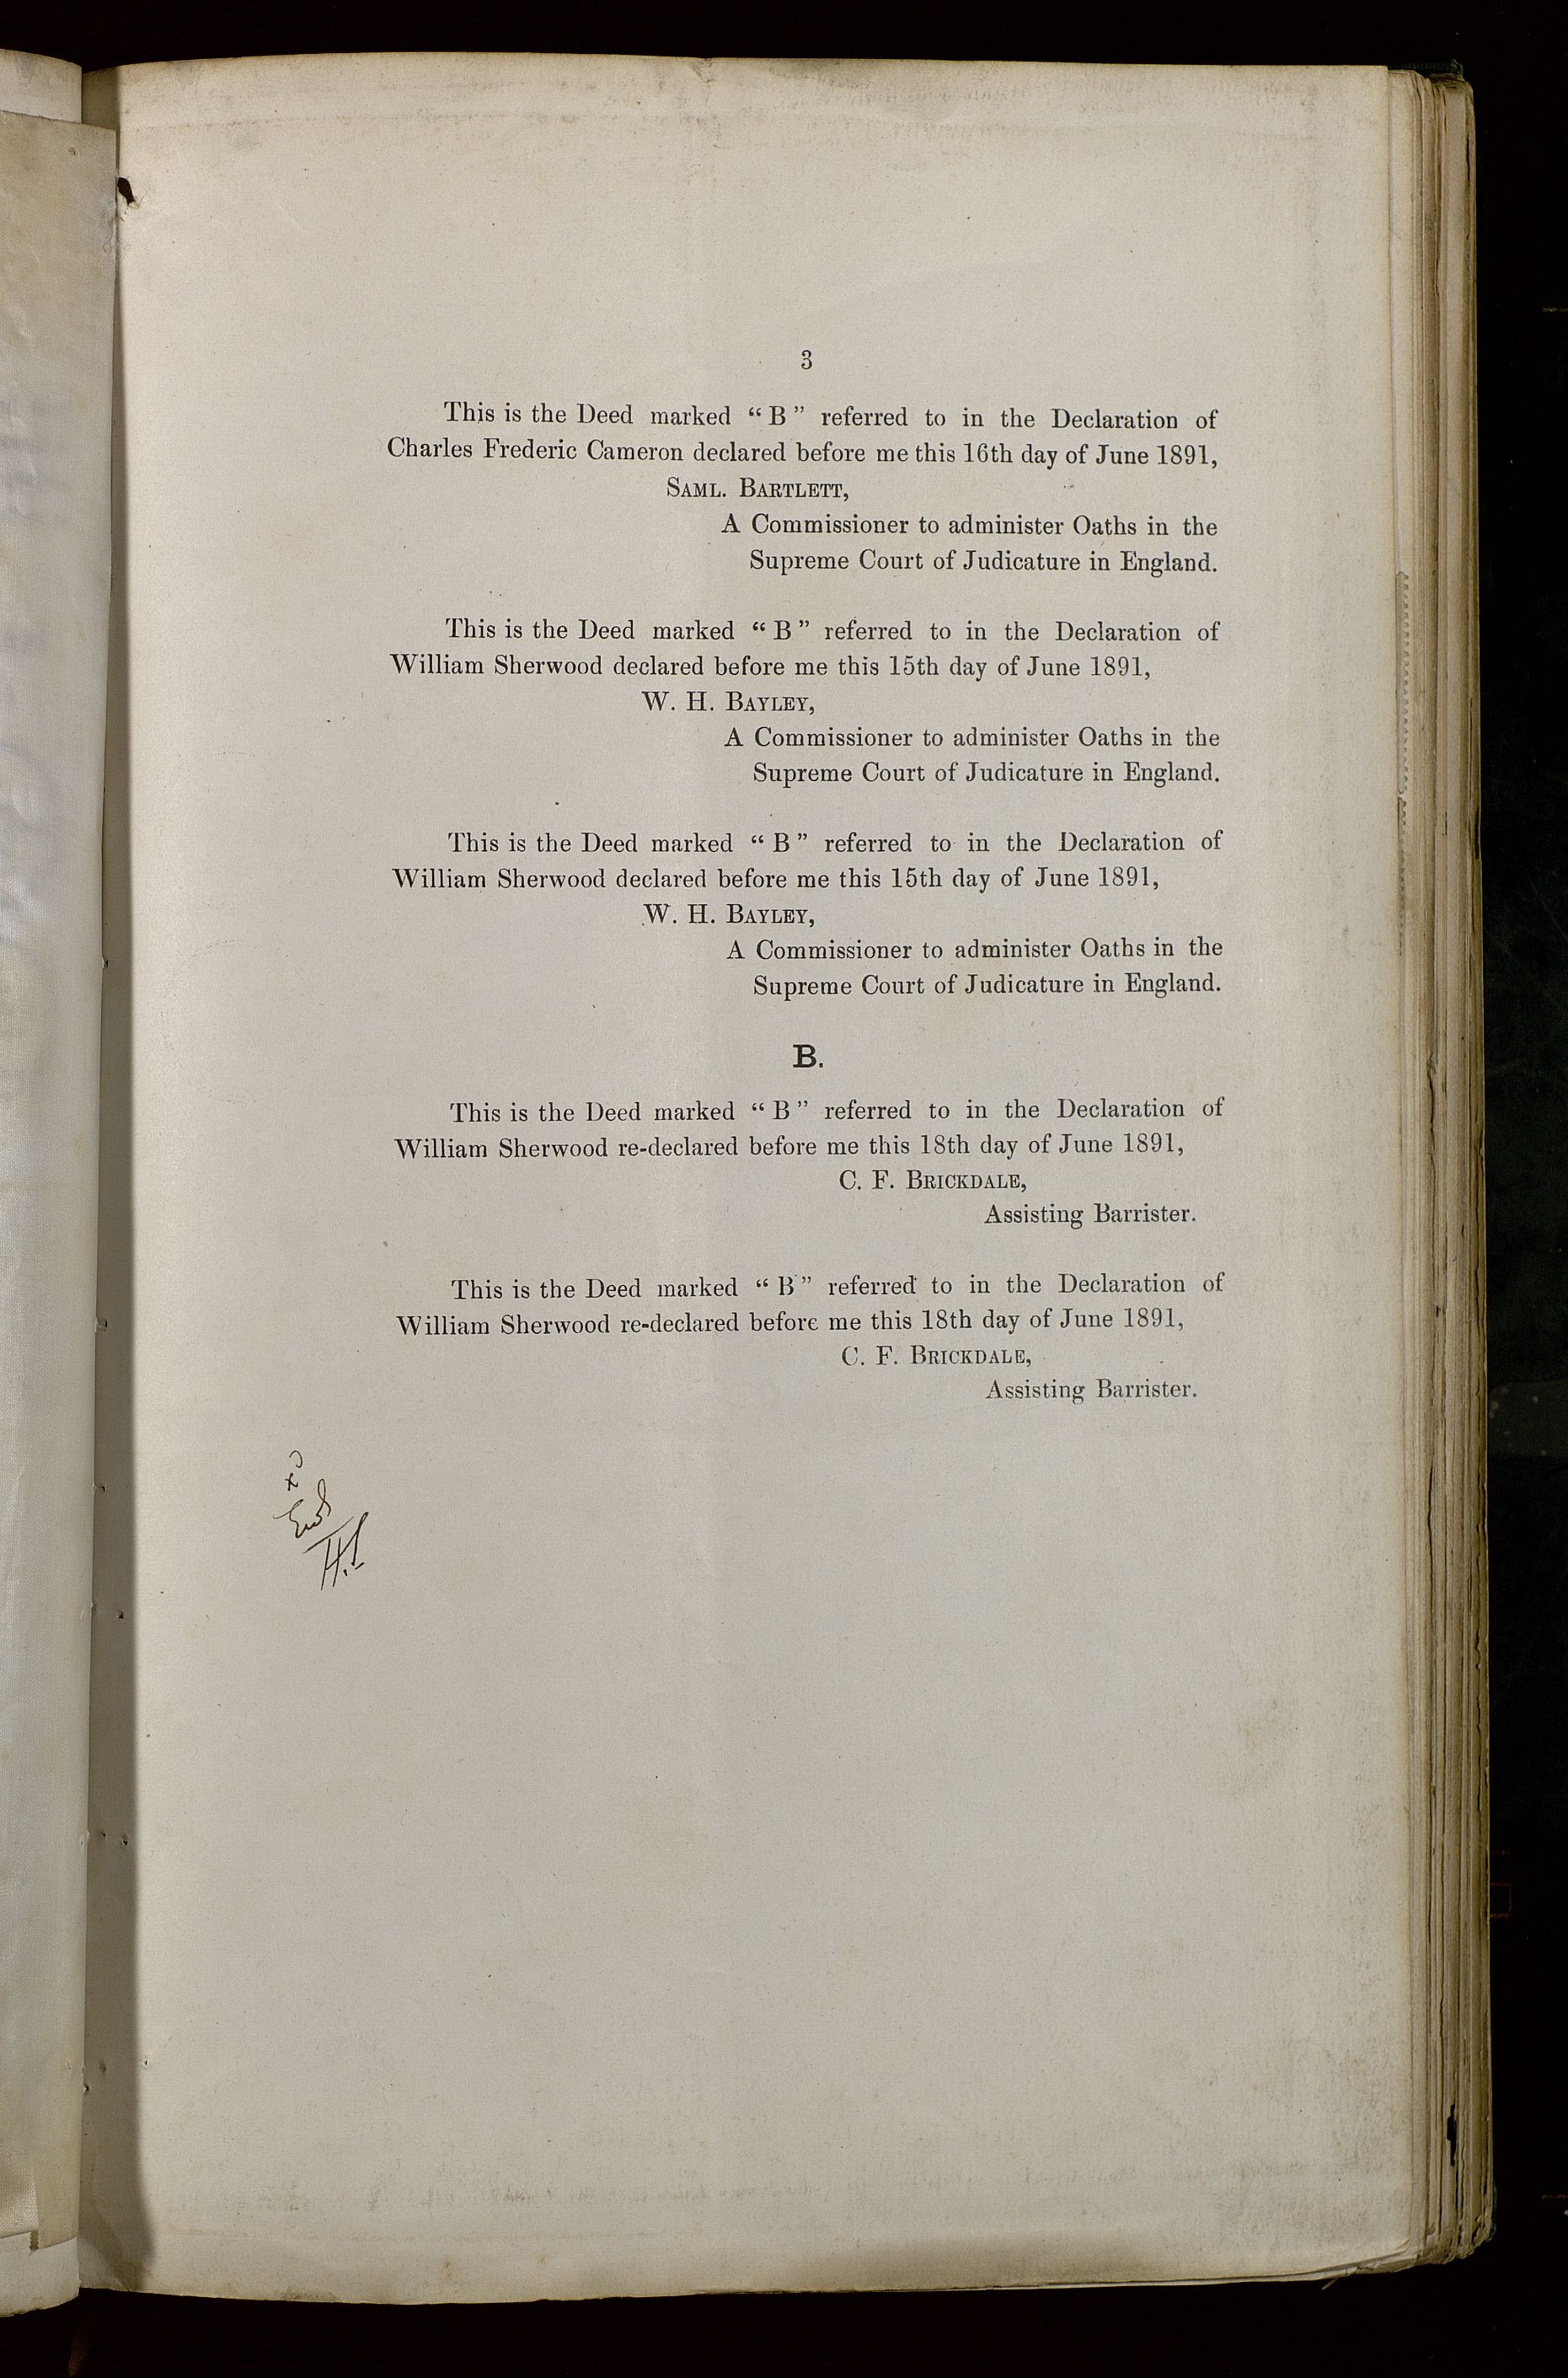 3
This is the Deed marked “ B ” referred to in the Declaration of
Charles Frederic Cameron declared before me this 16th day of June 1891,
SAML. BARTLETT,
A Commissioner to administer Oaths in the
Supreme Court of Judicature in England.
This is the Deed marked “ B ” referred to in the Declaration of
William Sherwood declared before me this 15th day of June 1891,
W. H. BAYLEY,
A Commissioner to administer Oaths in the
Supreme Court of Judicature in England.
This is the Deed marked “ B ” referred to in the Declaration of
William Sherwood declared before me this 15th day of June 1891,
W. H. BAYLEY,
A Commissioner to administer Oaths in the
Supreme Court of Judicature in England.
B.
This is the Deed marked “ B ” referred to in the Declaration of
William Sherwood re-declared before me this 18th day of June 1891,
C. F. BRICKDALE,
Assisting Barrister.
This is the Deed marked “ B ” referred to in the Declaration of
William Sherwood re-declared before me this 18th day of June 1891,
C. F. BRICKDALE,
Assisting Barrister.